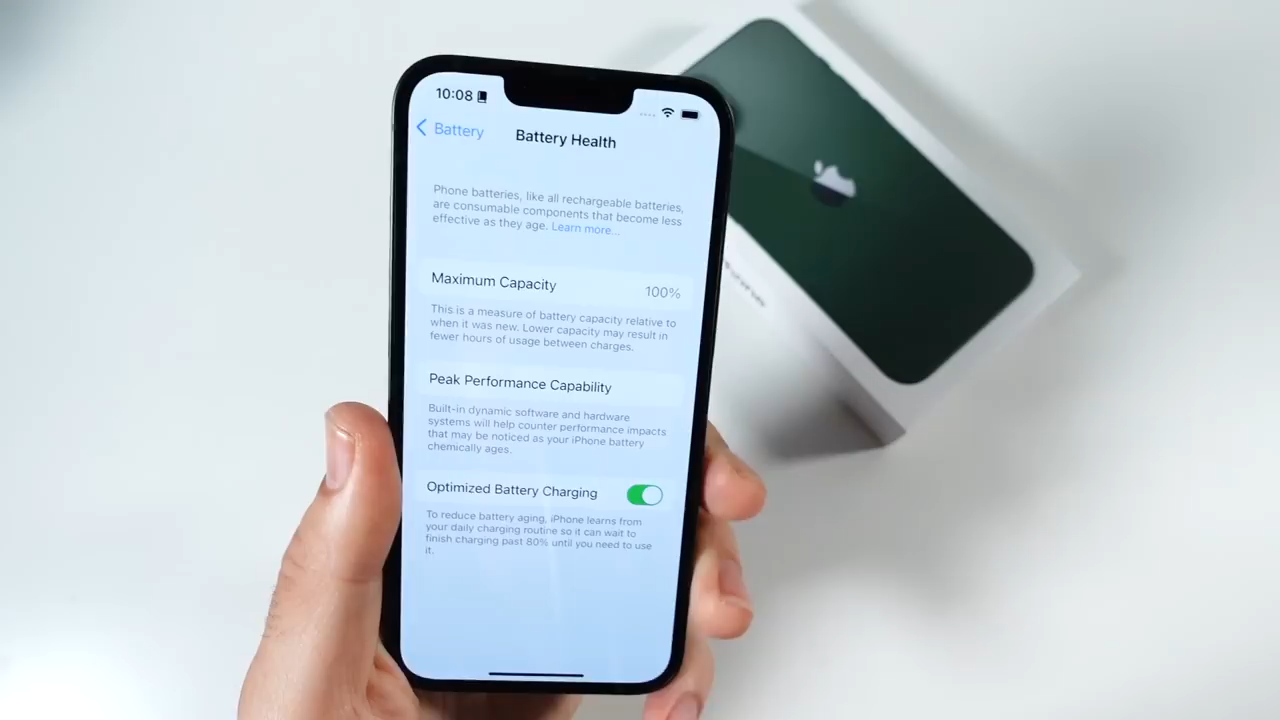 10:08
Battery
Battery Health
Phone batteries, like all rechargeable batteries,
are consumable components that become less
effective as they age. Learn more...
Maximum Capacity 100%
This is a measure of battery capacity relative to
when it was new. Lower capacity may result in
fewer hours of usage between charges.
Peak Performance Capability
Built-in dynamic software and hardware
systems will help counter performance impacts
that may be noticed as your iPhone battery
chemically ages.
Optimized Battery Charging
To reduce battery aging, iPhone learns from
your daily charging routine so it can wait to
finish charging past 80% until you need to use
it.